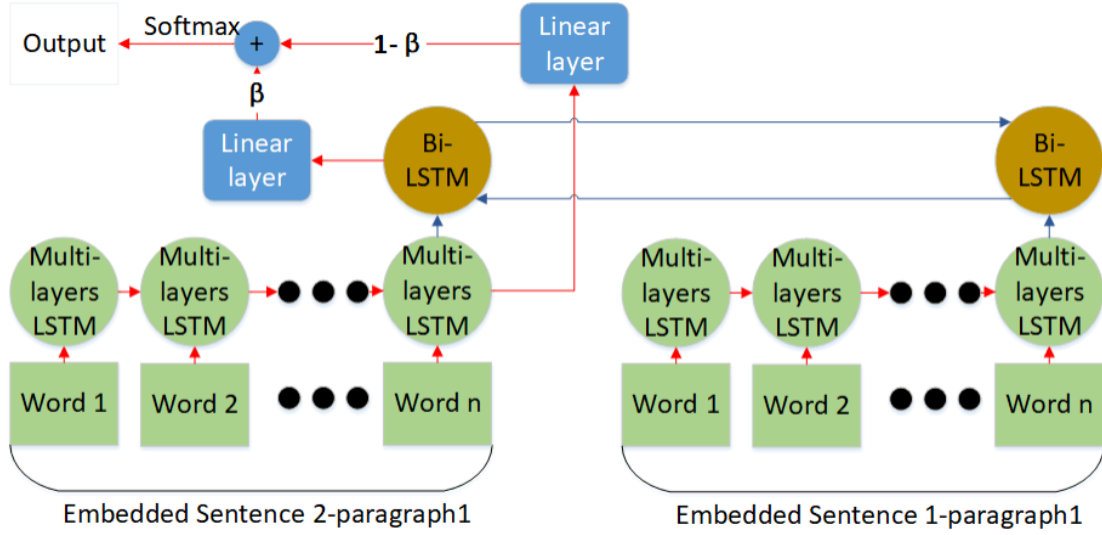 Output
Softmax
+
1- β
Linear
layer
β
Linear
layer
Bi-
LSTM
Bi-
LSTM
Multi-
layers
LSTM
Multi-
layers
LSTM
Multi-
layers
LSTM
Multi-
layers
LSTM
Multi-
layers
LSTM
Multi-
layers
LSTM
Word 1
Word 2
Word n
Word 1
Word 2
Word n
Embedded Sentence 2-paragraph1
Embedded Sentence 1-paragraph1